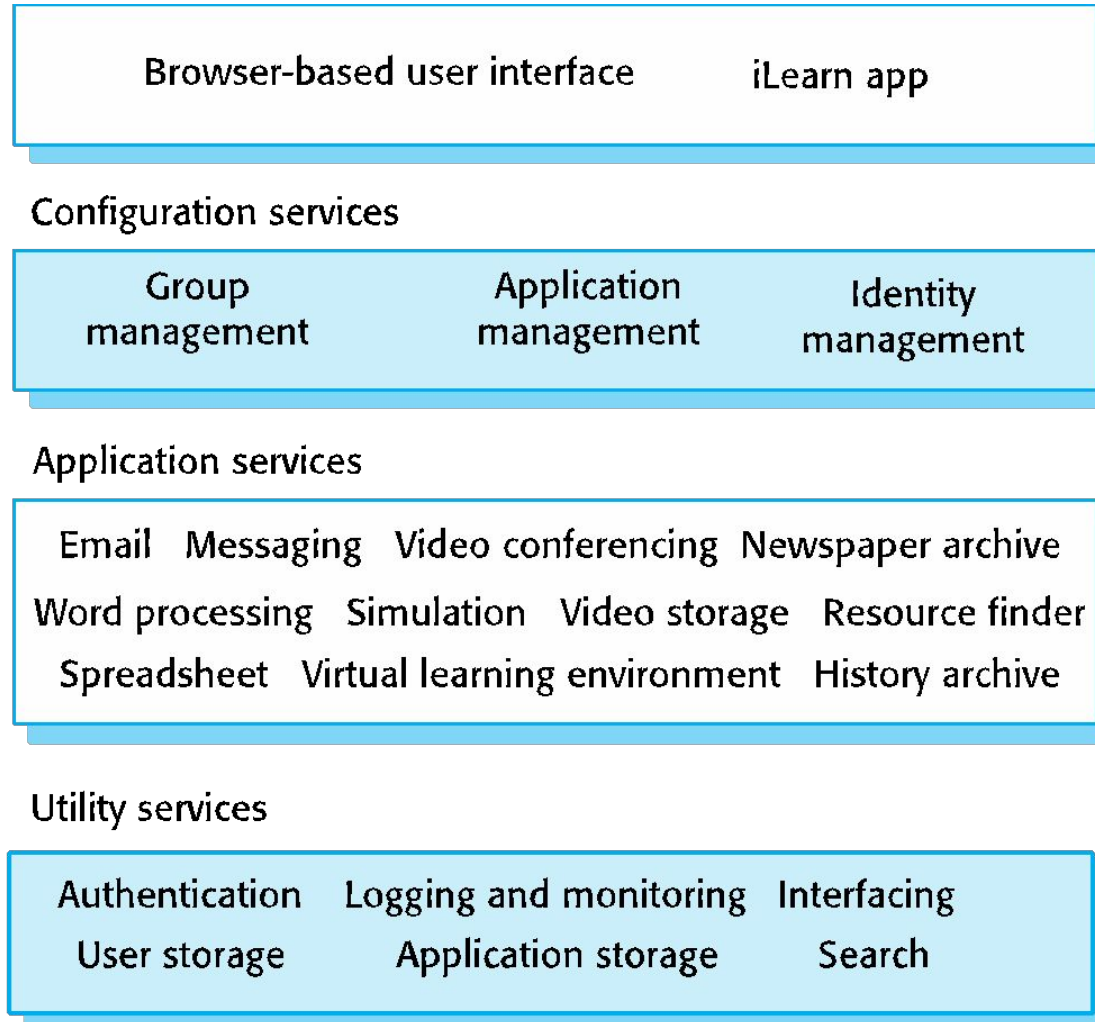 Browser-based user interface iLearn app
Configuration services
Group management
Application management
Identity management
Application services
Email Messaging Video conferencing Newspaper archive
Word processing Simulation Video storage Resource finder
Spreadsheet Virtual learning environment History archive
Utility services
Authentication Logging and monitoring Interfacing
User storage Application storage Search